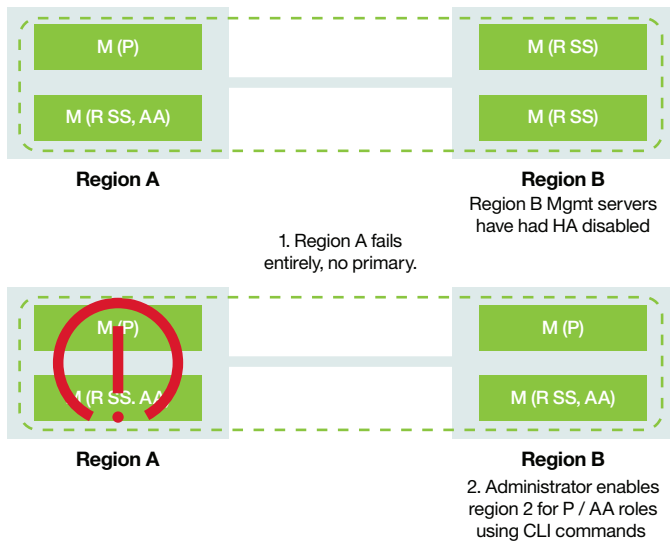 M (P)
M (R SS)
M (R SS, AA)
M (R SS)
Region A
Region B
Region B Mgmt servers
have had HA disabled
1. Region A fails
entirely, no primary.
M (P)
M (P)
M (R SS. AA)
M (R SS, AA)
Region A
Region B
2. Administrator enables
region 2 for P / AA roles
using CLI commands